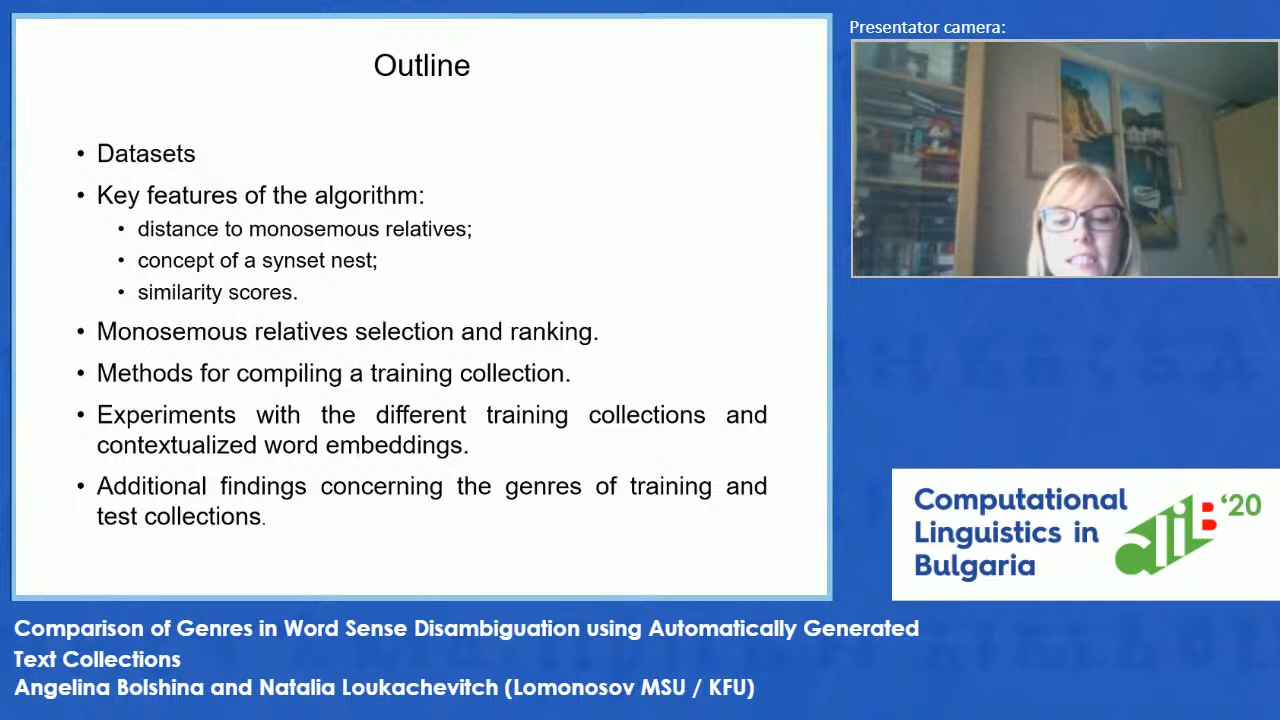 Outline
• Datasets
• Key features of the algorithm:
• distance to monosemous relatives;
• concept of a synset nest;
• similarity scores.
• Monosemous relatives selection and ranking.
• Methods for compiling a training collection.
• Experiments with the different training collections and
contextualized word embeddings.
• Additional findings concerning the genres of training and
test collections.
Presentator camera:
Computational
Linguistics in
Bulgaria
clIB '20
Comparison of Genres in Word Sense Disambiguation using Automatically Generated
Text Collections
Angelina Bolshina and Natalia Loukachevitch (Lomonosov MSU / KFU)